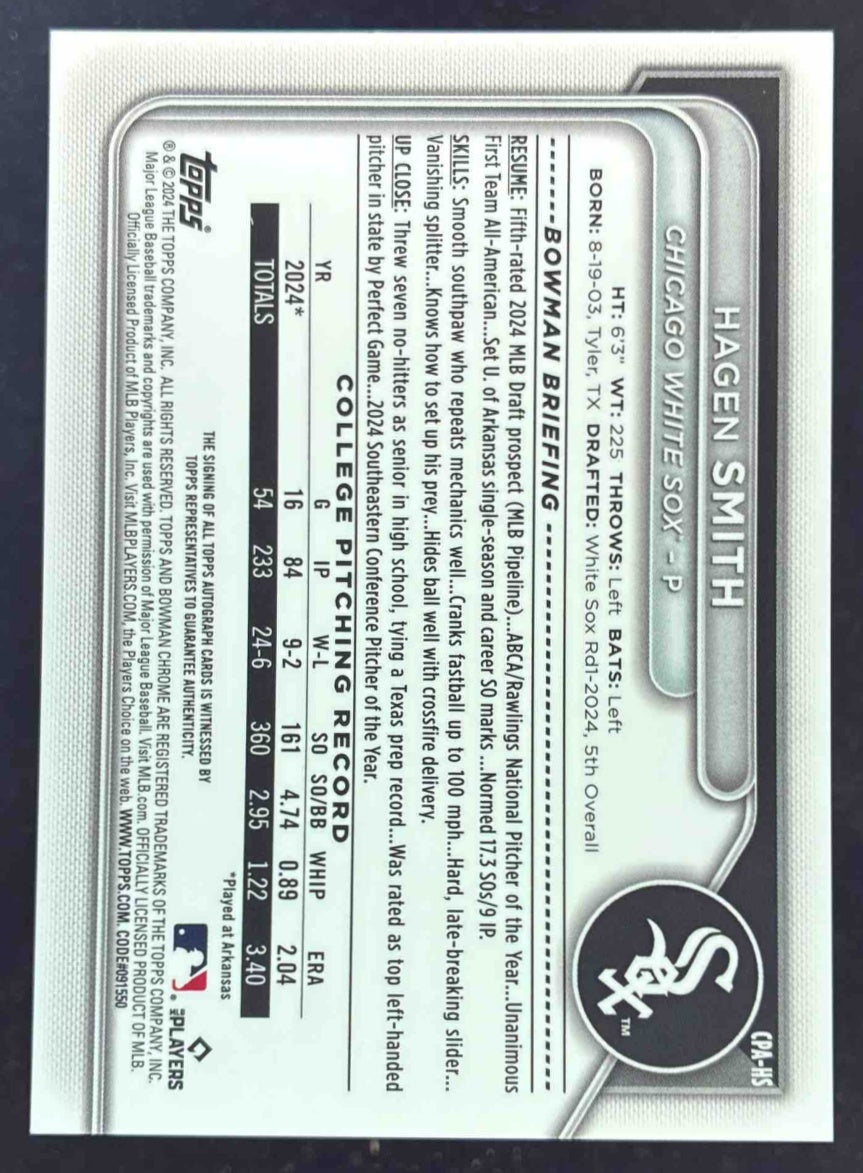 CPA-HS
HAGEN SMITH
CHICAGO WHITE SOX® – P
Sox
TM
HT: 6'3" WT: 225 THROWS: Left BATS: Left
BORN: 8-19-03, Tyler, TX DRAFTED: White Sox Rd1-2024, 5th Overall
BOWMAN BRIEFING
RESUME: Fifth-rated 2024 MLB Draft prospect (MLB Pipeline)...ABCA/Rawlings National Pitcher of the Year...Unanimous
First Team All-American...Set U. of Arkansas single-season and career SO marks ...Normed 17.3 SOs/9 IP.
SKILLS: Smooth southpaw who repeats mechanics well...Cranks fastball up to 100 mph...Hard, late-breaking slider...
Vanishing splitter...Knows how to set up his prey...Hides ball well with crossfire delivery.
UP CLOSE: Threw seven no-hitters as senior in high school, tying a Texas prep record...Was rated as top left-handed
pitcher in state by Perfect Game...2024 Southeastern Conference Pitcher of the Year.
COLLEGE PITCHING RECORD
YR G IP W-L SO SO/BB WHIP ERA
2024* 16 84 9-2 161 4.74 0.89 2.04
TOTALS 54 233 24-6 360 2.95 1.22 3.40
*Played at Arkansas
THE SIGNING OF ALL TOPPS AUTOGRAPH CARDS IS WITNESSED BY
TOPPS REPRESENTATIVES TO GUARANTEE AUTHENTICITY.
topps®
® MLB PLAYERS
® & © 2024 THE TOPPS COMPANY, INC. ALL RIGHTS RESERVED. TOPPS AND BOWMAN CHROME ARE REGISTERED TRADEMARKS OF THE TOPPS COMPANY, INC.
Major League Baseball trademarks and copyrights are used with permission of Major League Baseball. Visit MLB.com. OFFICIALLY LICENSED PRODUCT OF MLB.
Officially Licensed Product of MLB Players, Inc. Visit MLBPLAYERS.COM, the Players Choice on the web. WWW.TOPPS.COM. CODE#091550